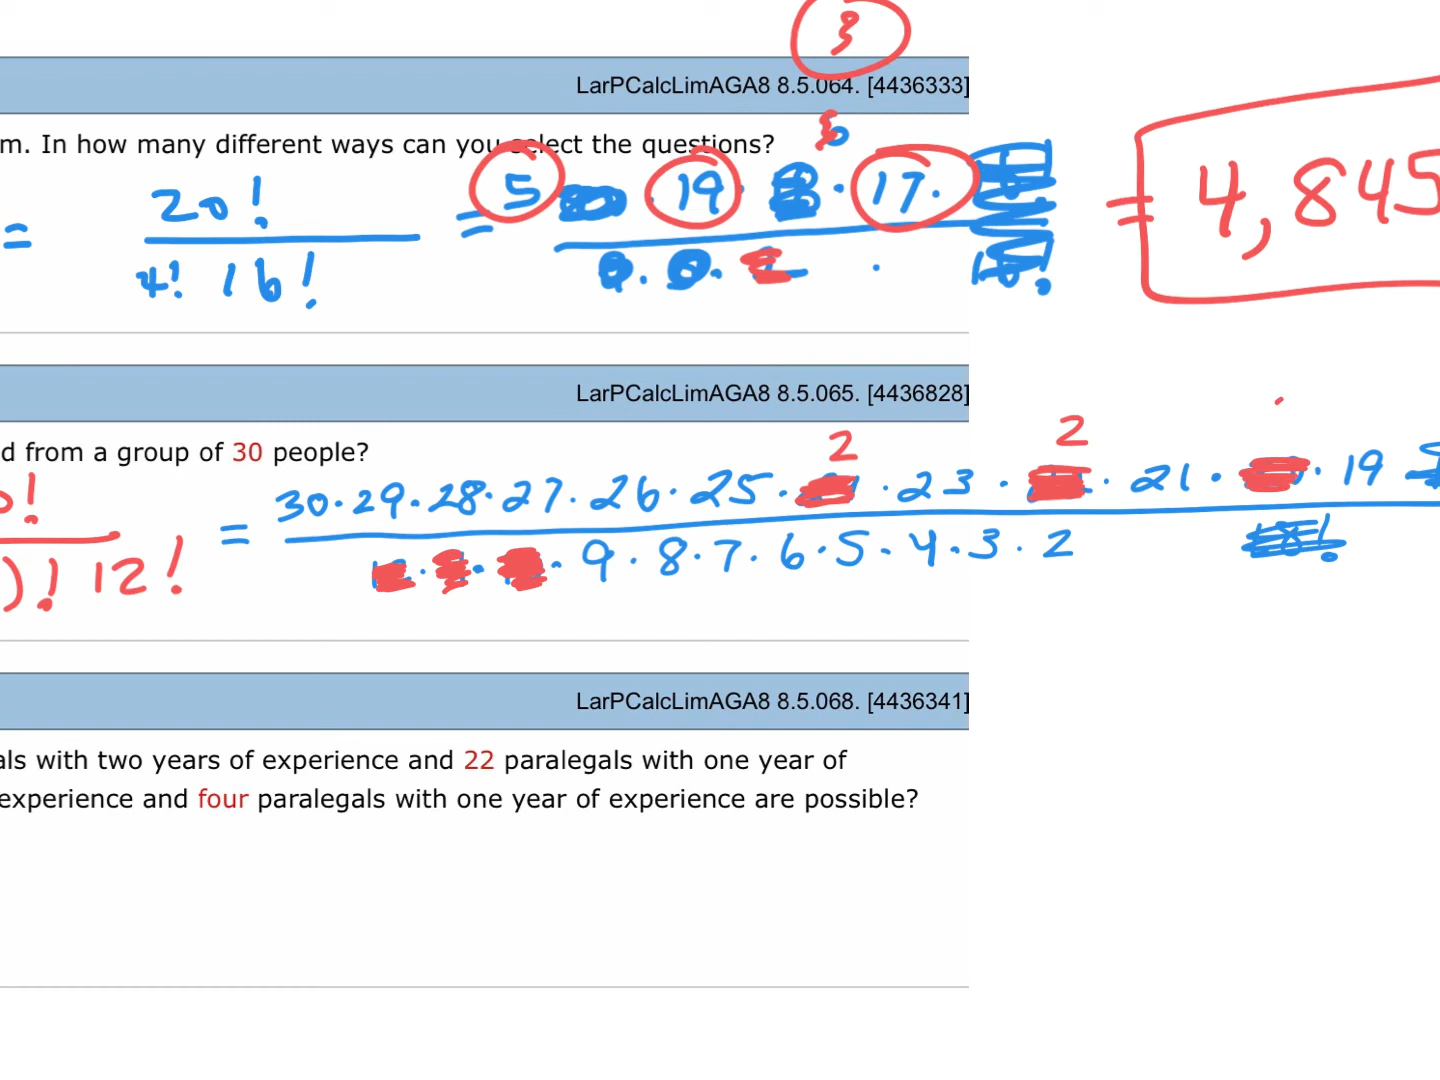 3
LarPCalcLimAGA8 8.5.064. [4436333]
m. In how many different ways can you select the questions?
= 20! / 4! 16! = 5 · 19 · 3 · 17 · = 4,845
LarPCalcLimAGA8 8.5.065. [4436828]
d from a group of 30 people?
2 2
! = 30 · 29 · 28 · 27 · 26 · 25 · · 23 · · 21 · · 19
)! 12! 9 · 8 · 7 · 6 · 5 · 4 · 3 · 2 18!
LarPCalcLimAGA8 8.5.068. [4436341]
als with two years of experience and 22 paralegals with one year of
experience and four paralegals with one year of experience are possible?